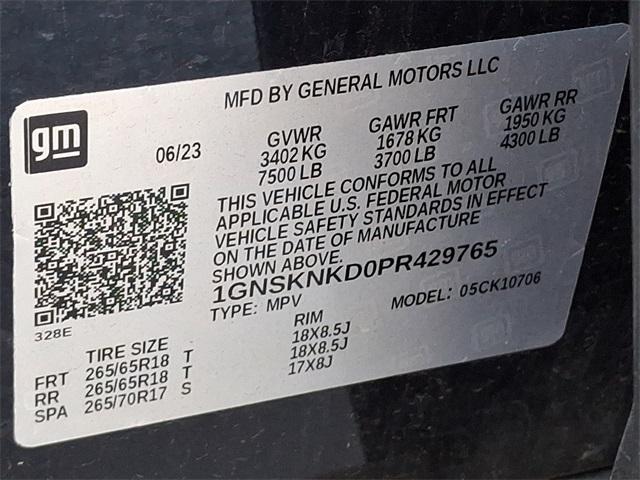 MFD BY GENERAL MOTORS LLC
gm
06/23
GVWR
3402 KG
7500 LB
GAWR FRT
1678 KG
3700 LB
GAWR RR
1950 KG
4300 LB
THIS VEHICLE CONFORMS TO ALL
APPLICABLE U.S. FEDERAL MOTOR
VEHICLE SAFETY STANDARDS IN EFFECT
ON THE DATE OF MANUFACTURE
SHOWN ABOVE.
1GNSKNKD0PR429765
TYPE: MPV
MODEL: 05CK10706
328E
TIRE SIZE
RIM
FRT 265/65R18 T 18X8.5J
RR 265/65R18 T 18X8.5J
SPA 265/70R17 S 17X8J